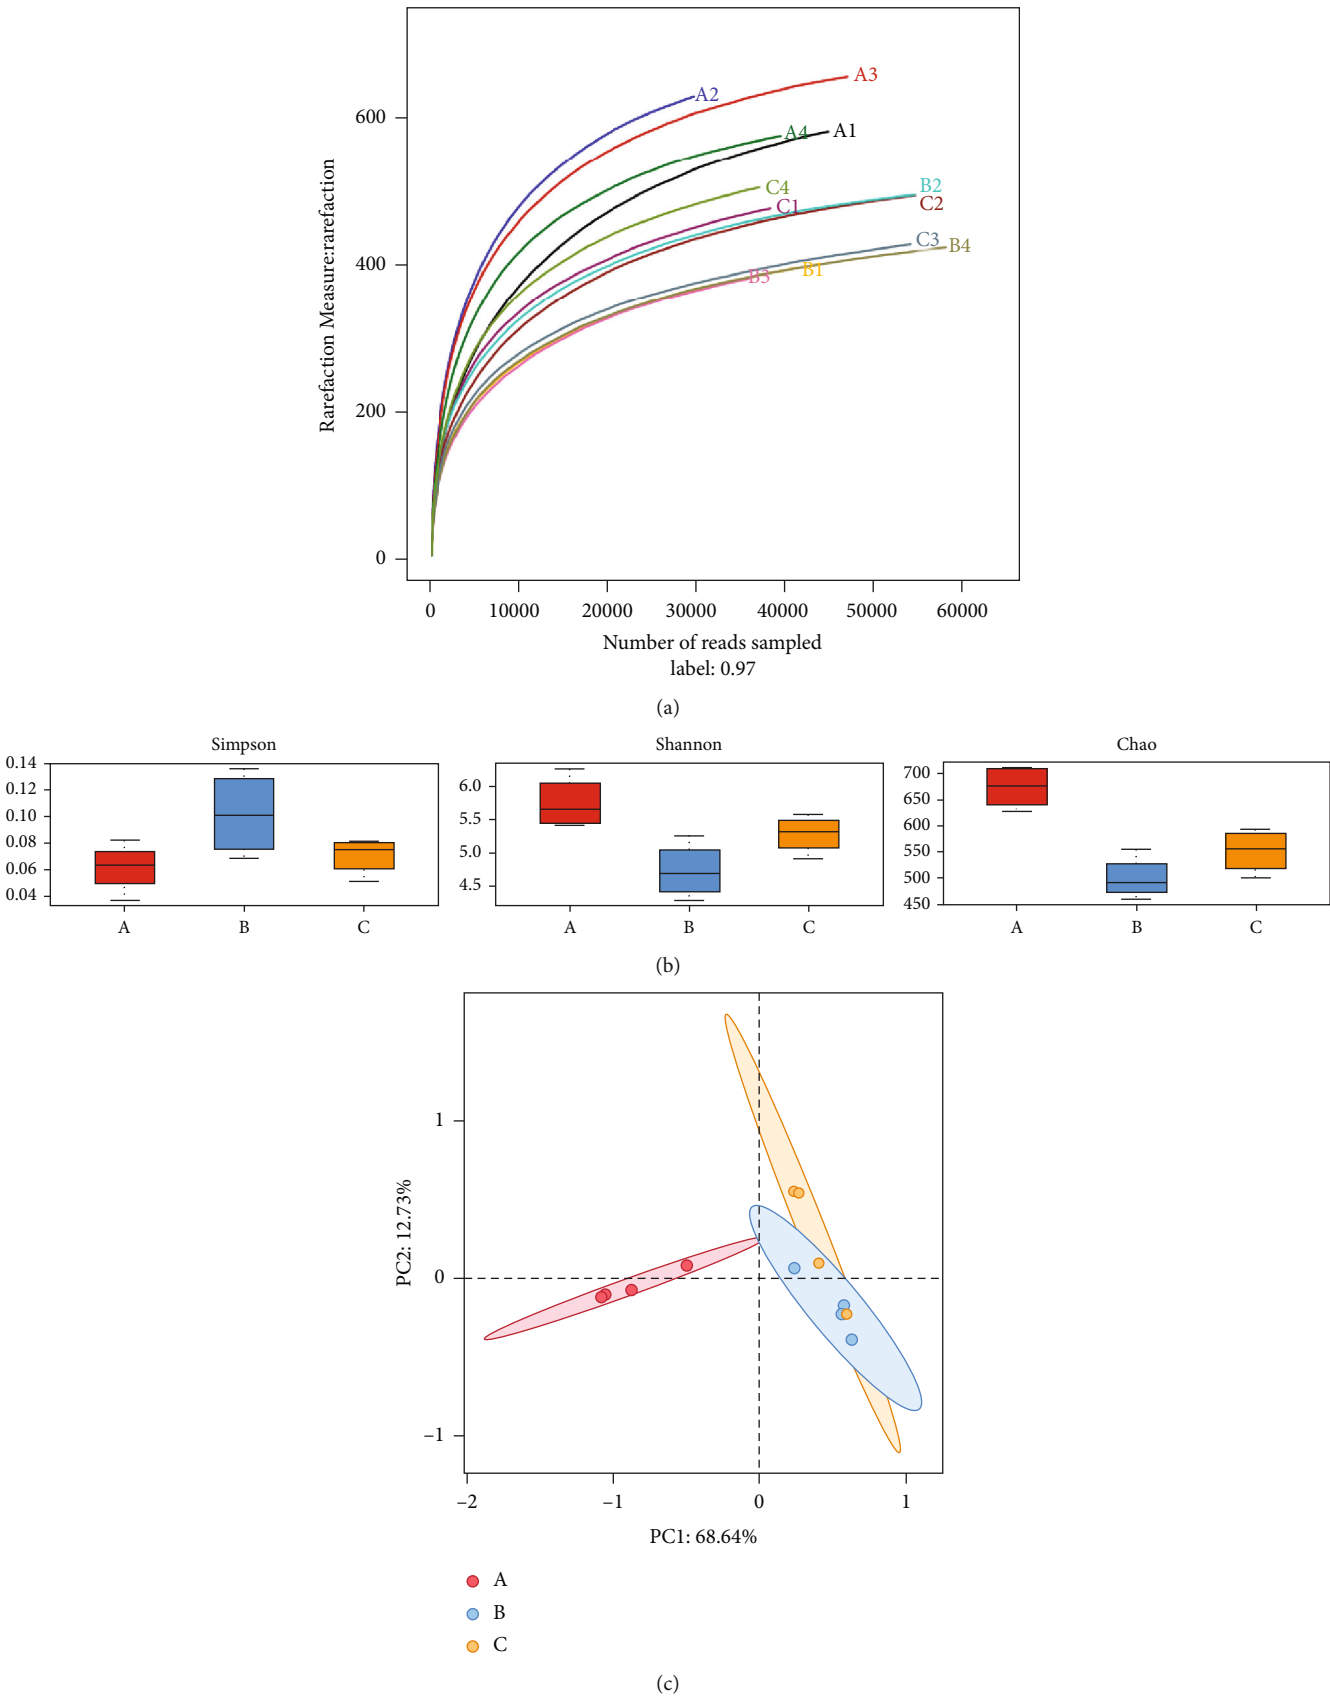 A3
A2
600
A4
A1
C4
B2
C1
C2
C3
B4
400
B1
B3
Rarefaction Measure:rarefaction
200
0
0 10000 20000 30000 40000 50000 60000
Number of reads sampled
label: 0.97
(a)
Simpson
0.14
0.12
0.10
0.08
0.06
0.04
A B C
Shannon
6.0
5.5
5.0
4.5
A B C
Chao
700
650
600
550
500
450
A B C
(b)
1
PC2: 12.73%
0
−1
−2 −1 0 1
PC1: 68.64%
A
B
C
(c)